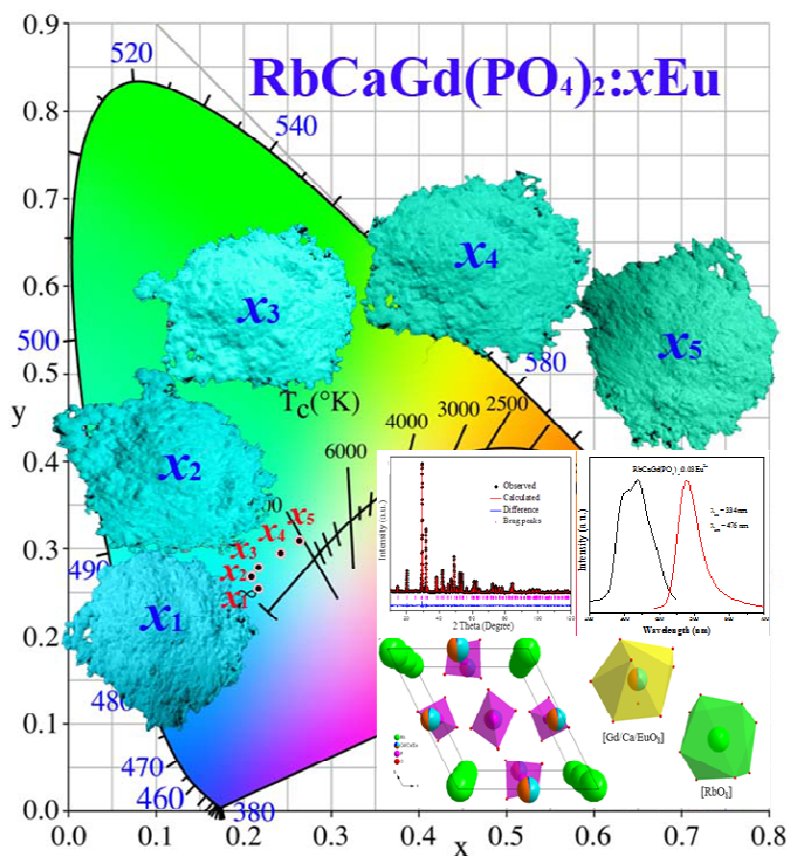 RbCaGd(PO4)2:xEu
0.9
0.8
0.7
0.6
0.5
0.4
0.3
0.2
0.1
0.0
y
0.0 0.1 0.2 0.3 0.4 0.5 0.6 0.7 0.8
x
520
540
580
500
490
480
470
460
380
x4
x3
x5
x2
x1
Tc(°K)
2500
3000
4000
6000
∞
x5
x4
x3
x2
x1
Observed
Calculated
Difference
Brag peaks
Intensity (a.u.)
2 Theta (Degree)
Intensity (a.u.)
Wavelength (nm)
[Gd/Ca/EuO8]